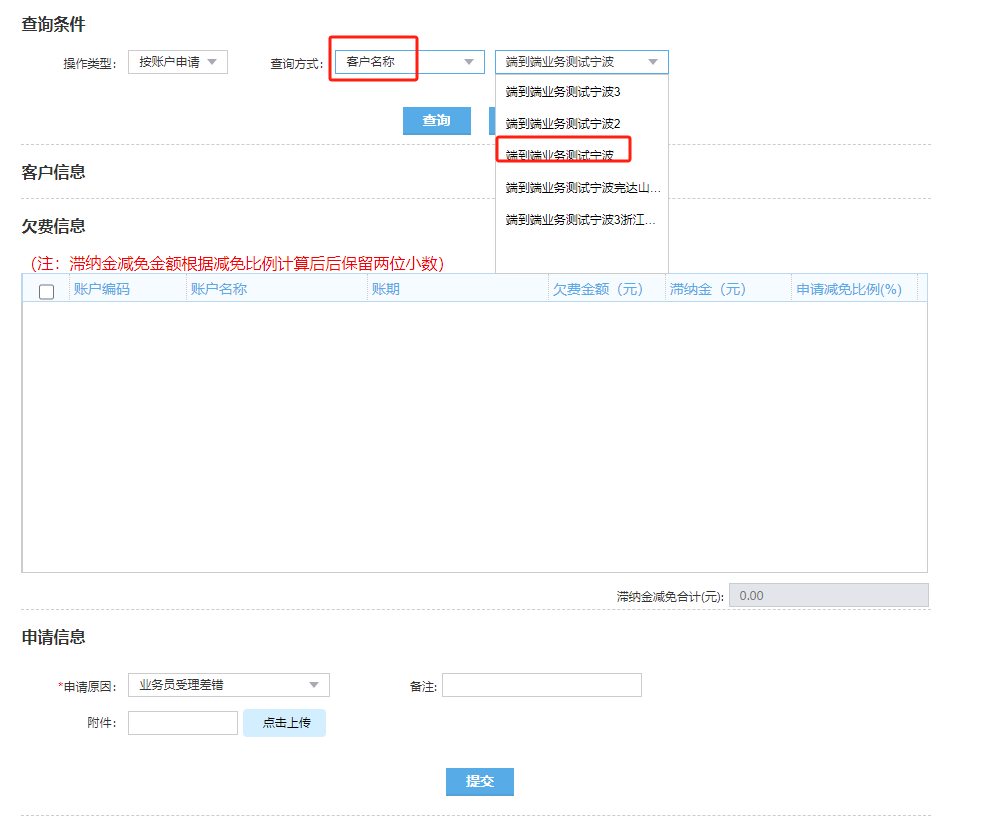 查询条件
操作类型： 按账户申请 查询方式： 客户名称 端到端业务测试宁波
端到端业务测试宁波3
查询 端到端业务测试宁波2
端到端业务测试宁波
客户信息
端到端业务测试宁波完达山...
端到端业务测试宁波3浙江...
欠费信息
（注：滞纳金减免金额根据减免比例计算后后保留两位小数）
账户编码 账户名称 账期 欠费金额（元） 滞纳金（元） 申请减免比例(%)
滞纳金减免合计(元): 0.00
申请信息
*申请原因： 业务员受理差错 备注:
附件： 点击上传
提交